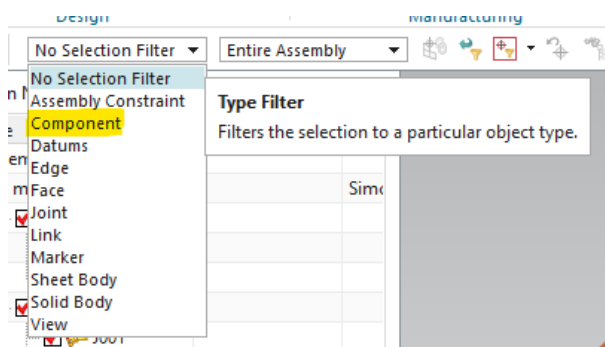 Design Manufacturing
No Selection Filter Entire Assembly
No Selection Filter
Assembly Constraint
Component
Datums
Edge
Face
Joint
Link
Marker
Sheet Body
Solid Body
View
Type Filter
Filters the selection to a particular object type.
J001